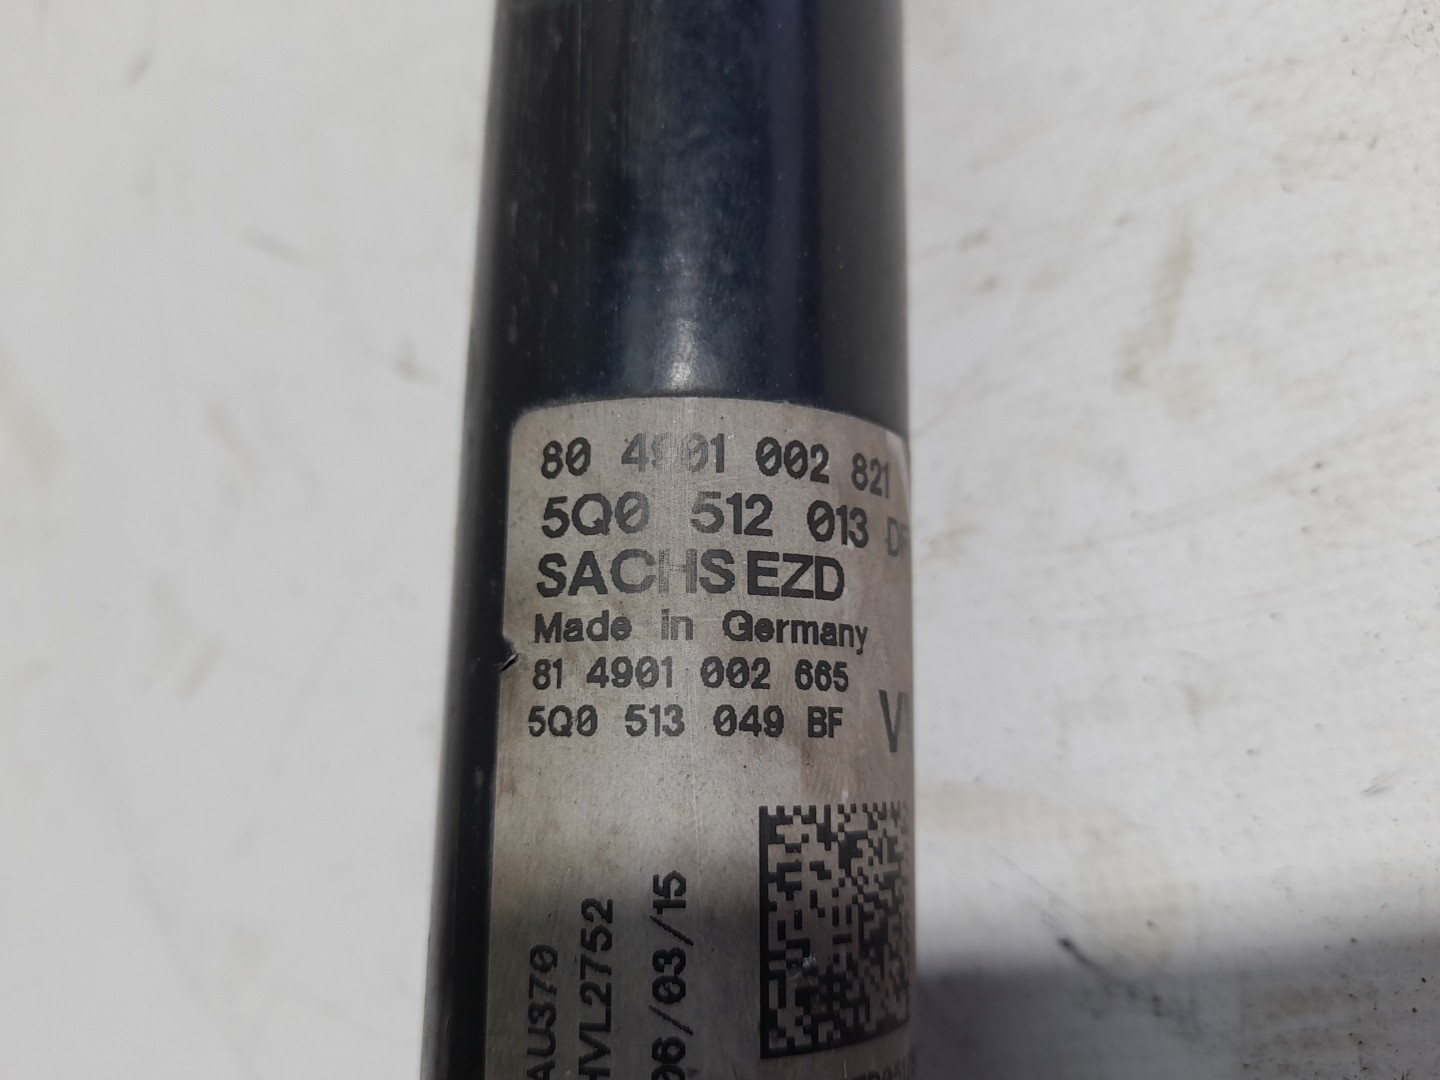 80 4901 002 821
5Q0 512 013
SACHS EZD
Made in Germany
81 4901 002 665
5Q0 513 049 BF
AU370
HVL2752
06/03/15